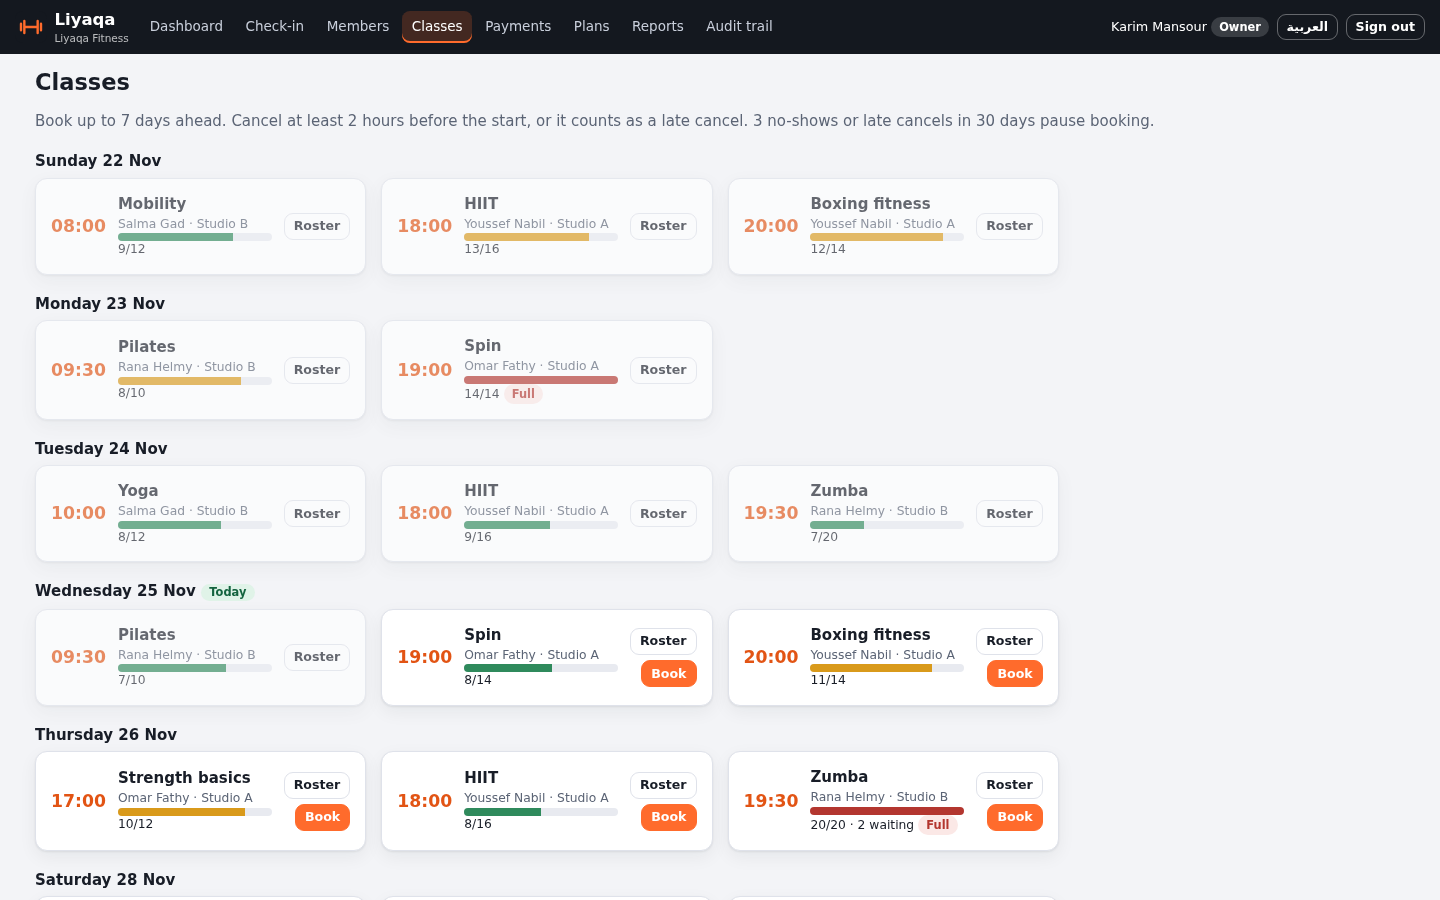 Liyaqa
Liyaqa Fitness
Dashboard Check-in Members Classes Payments Plans Reports Audit trail
Karim Mansour Owner العربية Sign out
Classes
Book up to 7 days ahead. Cancel at least 2 hours before the start, or it counts as a late cancel. 3 no-shows or late cancels in 30 days pause booking.
Sunday 22 Nov
08:00
Mobility
Salma Gad · Studio B
9/12
Roster
18:00
HIIT
Youssef Nabil · Studio A
13/16
Roster
20:00
Boxing fitness
Youssef Nabil · Studio A
12/14
Roster
Monday 23 Nov
09:30
Pilates
Rana Helmy · Studio B
8/10
Roster
19:00
Spin
Omar Fathy · Studio A
14/14 Full
Roster
Tuesday 24 Nov
10:00
Yoga
Salma Gad · Studio B
8/12
Roster
18:00
HIIT
Youssef Nabil · Studio A
9/16
Roster
19:30
Zumba
Rana Helmy · Studio B
7/20
Roster
Wednesday 25 Nov Today
09:30
Pilates
Rana Helmy · Studio B
7/10
Roster
19:00
Spin
Omar Fathy · Studio A
8/14
Roster
Book
20:00
Boxing fitness
Youssef Nabil · Studio A
11/14
Roster
Book
Thursday 26 Nov
17:00
Strength basics
Omar Fathy · Studio A
10/12
Roster
Book
18:00
HIIT
Youssef Nabil · Studio A
8/16
Roster
Book
19:30
Zumba
Rana Helmy · Studio B
20/20 · 2 waiting Full
Roster
Book
Saturday 28 Nov